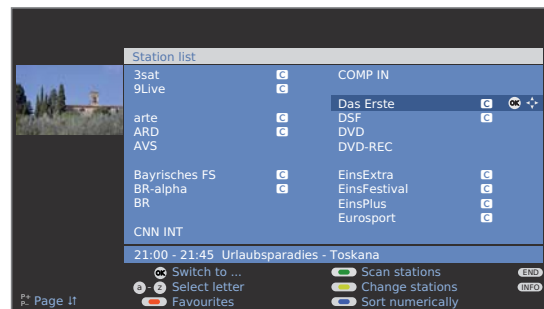 Station list
3sat C COMP IN
9Live C
Das Erste C OK
arte C DSF C
ARD C DVD
AVS DVD-REC
Bayrisches FS C EinsExtra C
BR-alpha C EinsFestival C
BR EinsPlus C
Eurosport C
CNN INT
21:00 - 21:45 Urlaubsparadies - Toskana
OK Switch to ... Scan stations END
a - z Select letter Change stations INFO
P+ P- Page Favourites Sort numerically